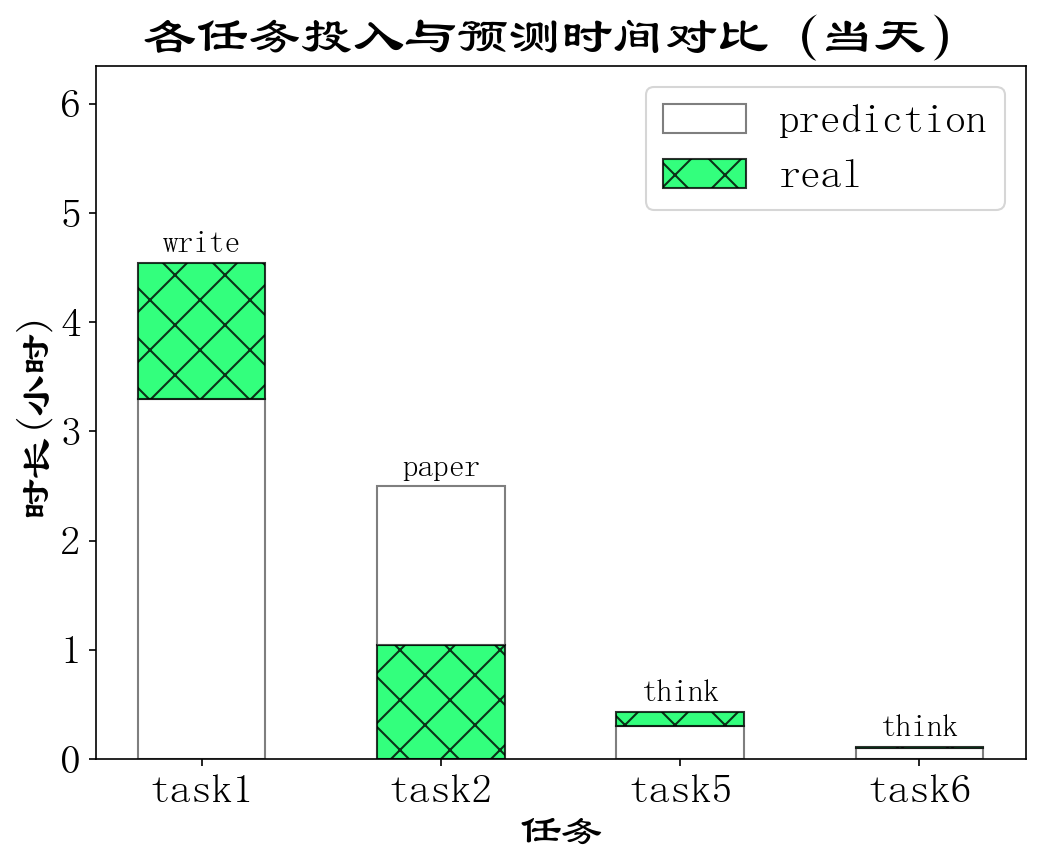 各任务投入与预测时间对比 (当天)
prediction
real
时长(小时)
6
5
4
3
2
1
0
write
paper
think
think
task1
task2
task5
task6
任务